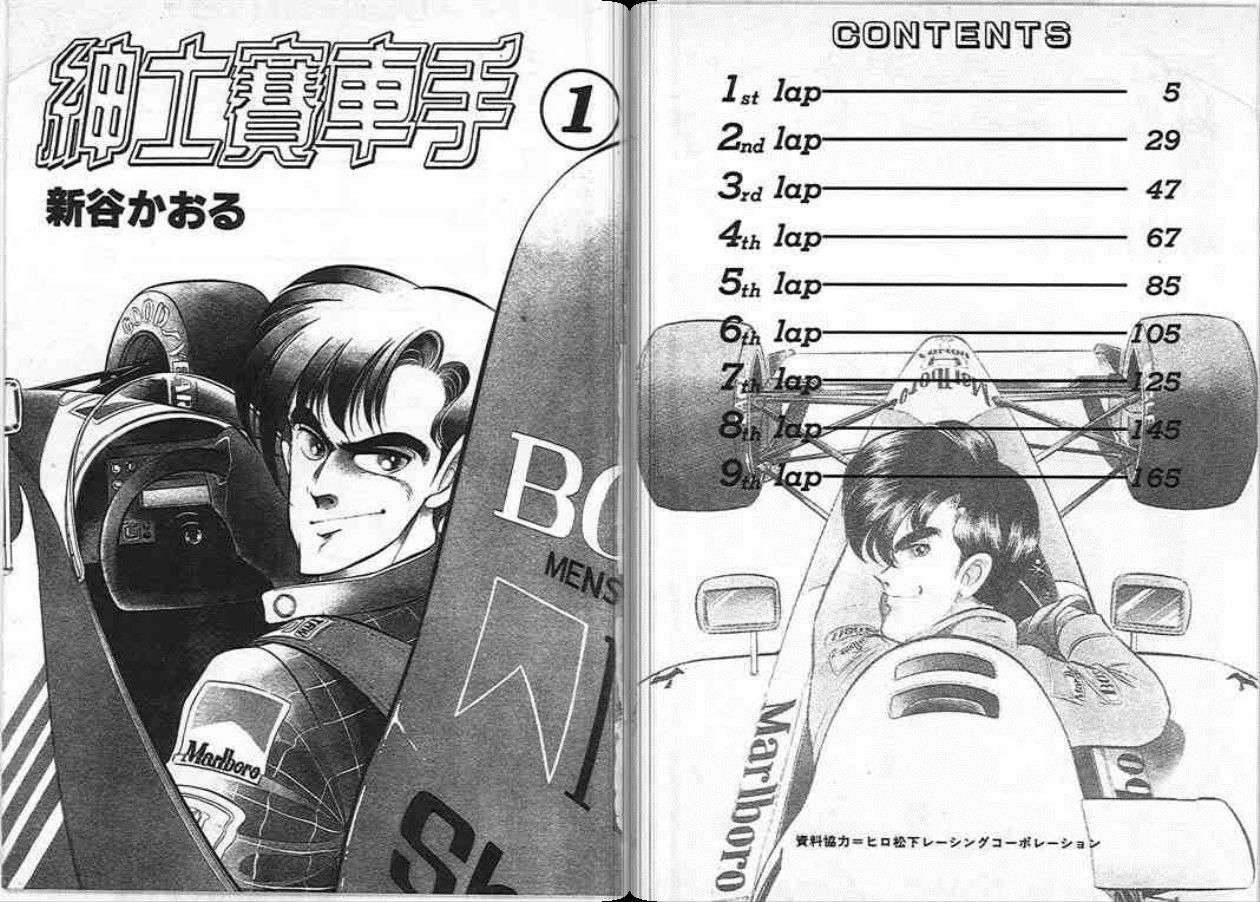 紳士賽車手
1
新谷かおる
GOODYEAR
BO
MENS
Marlboro
Sh
CONTENTS
1st lap 5
2nd lap 29
3rd lap 47
4th lap 67
5th lap 85
6th lap 105
7th lap 125
8th lap 145
9th lap 165
Marlboro
Marlboro
資料協力=ヒロ松下レーシングコーポレーション